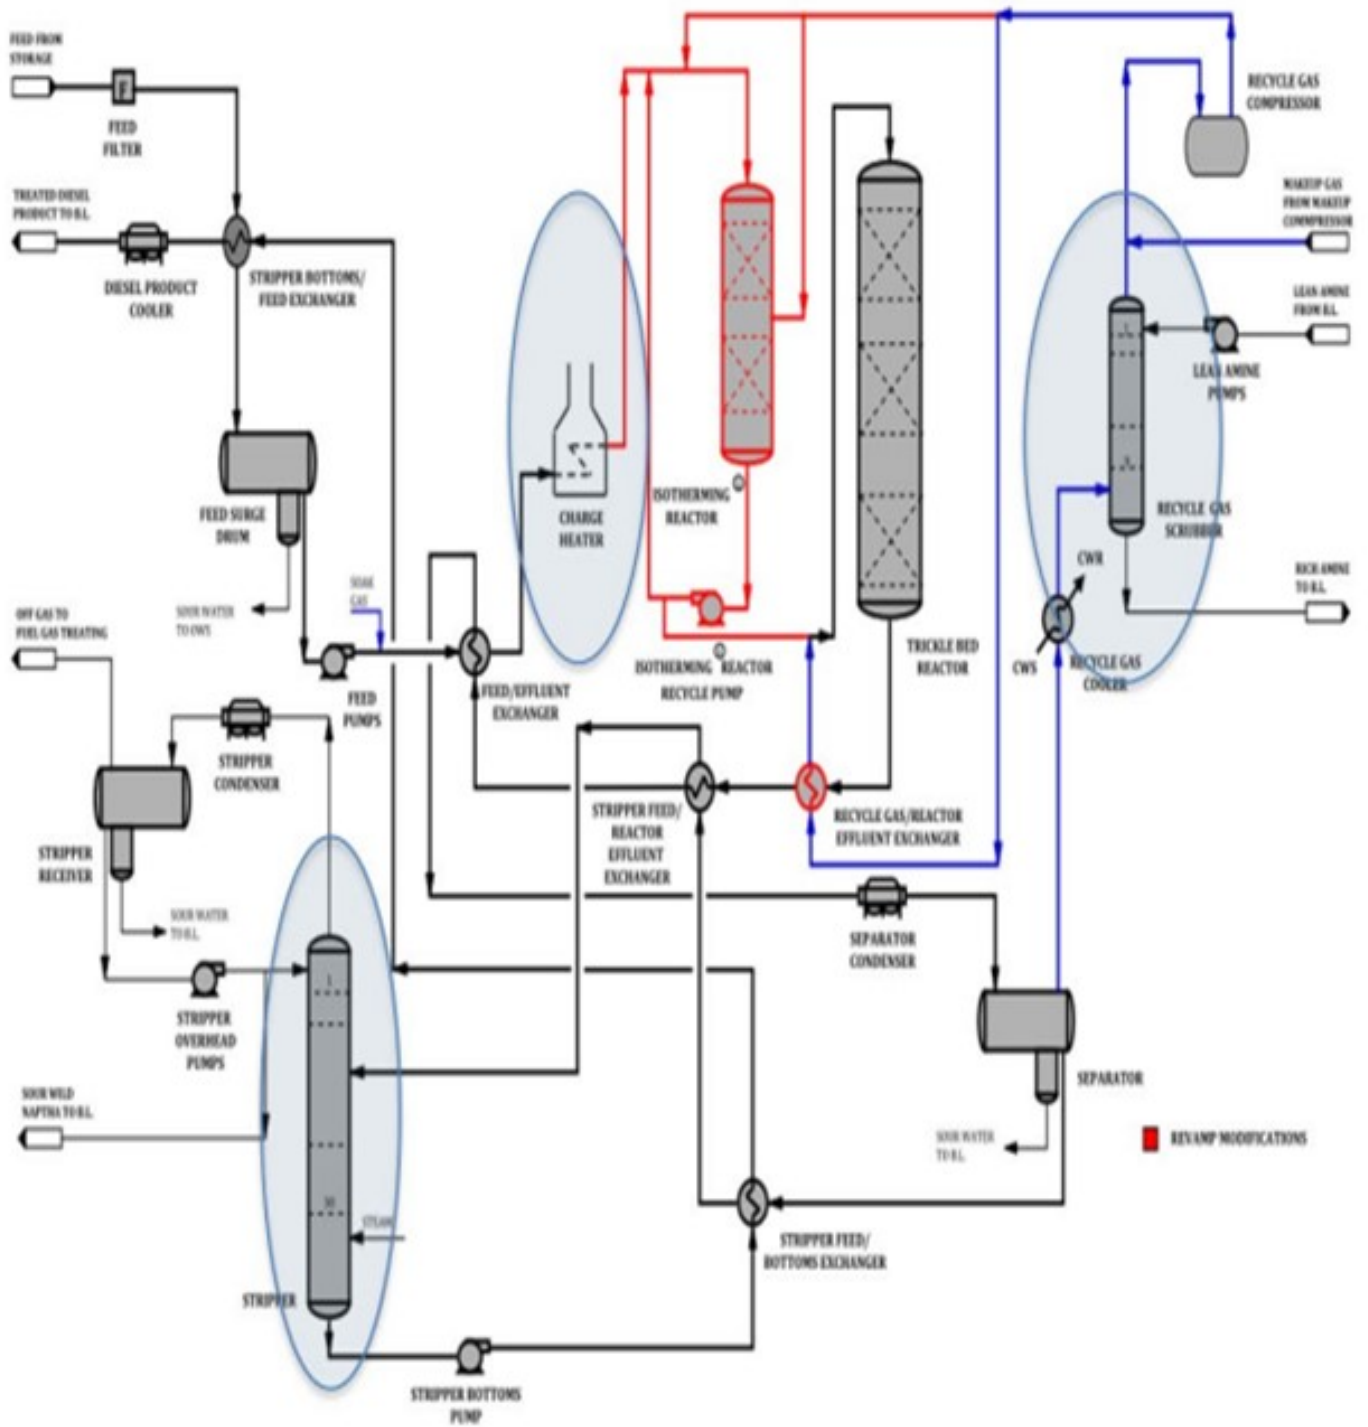 FEED FROM
STORAGE
FEED
FILTER
TREATED DIESEL
PRODUCT TO B.L.
DIESEL PRODUCT
COOLER
STRIPPER BOTTOMS/
FEED EXCHANGER
FEED SURGE
DRUM
SOUR WATER
TO OWS
SOAK
GAS
OFF GAS TO
FUEL GAS TREATING
FEED
PUMPS
FEED/EFFLUENT
EXCHANGER
STRIPPER
CONDENSER
STRIPPER
RECEIVER
SOUR WATER
TO B.L.
STRIPPER
OVERHEAD
PUMPS
SOUR WILD
NAPTHA TO B.L.
1
STEAM
STRIPPER
STRIPPER BOTTOMS
PUMP
CHARGE
HEATER
ISOTHERMING
REACTOR
ISOTHERMING REACTOR
RECYCLE PUMP
TRICKLE BED
REACTOR
STRIPPER FEED/
REACTOR
EFFLUENT
EXCHANGER
RECYCLE GAS/REACTOR
EFFLUENT EXCHANGER
SEPARATOR
CONDENSER
SEPARATOR
SOUR WATER
TO B.L.
STRIPPER FEED/
BOTTOMS EXCHANGER
RECYCLE GAS
COMPRESSOR
MAKEUP GAS
FROM MAKEUP
COMMPRESSOR
LEAN AMINE
FROM B.L.
LEAN AMINE
PUMPS
RECYCLE GAS
SCRUBBER
CWR
RICH AMINE
TO B.L.
CWS
RECYCLE GAS
COOLER
REVAMP MODIFICATIONS